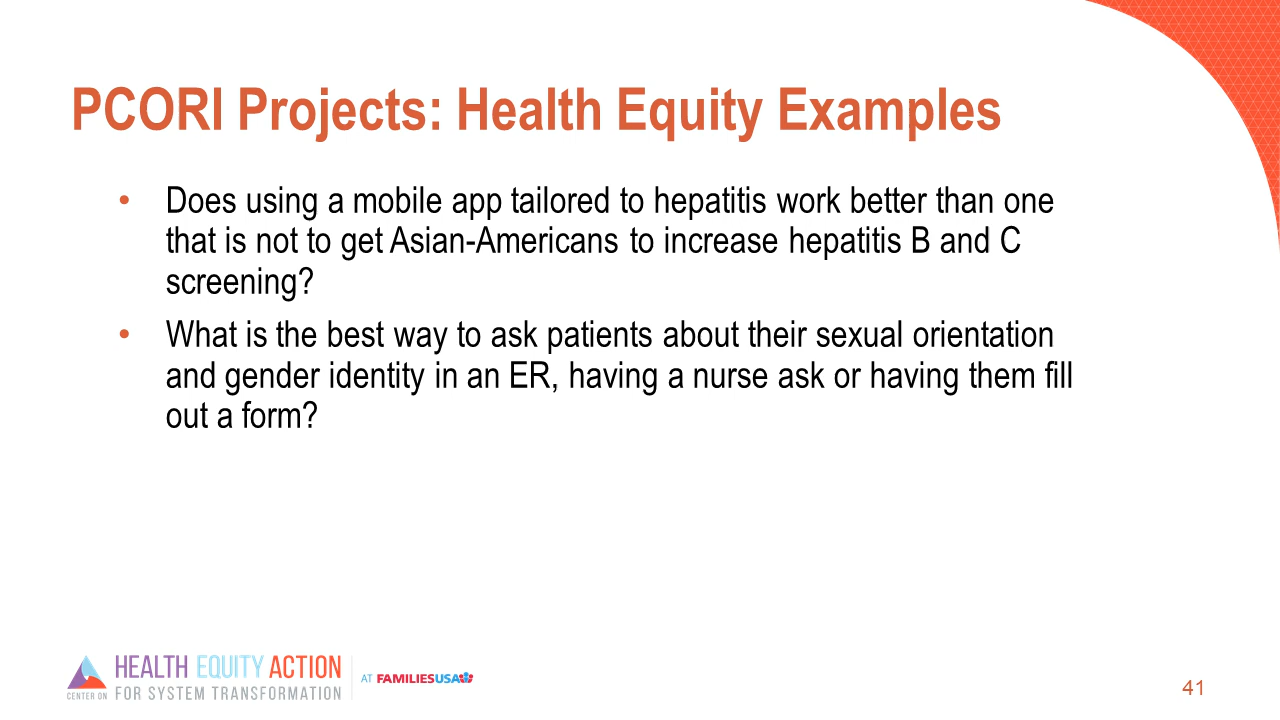 PCORI Projects: Health Equity Examples
• Does using a mobile app tailored to hepatitis work better than one
that is not to get Asian-Americans to increase hepatitis B and C
screening?
• What is the best way to ask patients about their sexual orientation
and gender identity in an ER, having a nurse ask or having them fill
out a form?
HEALTH EQUITY ACTION
CENTER ON FOR SYSTEM TRANSFORMATION
AT FAMILIESUSA
41